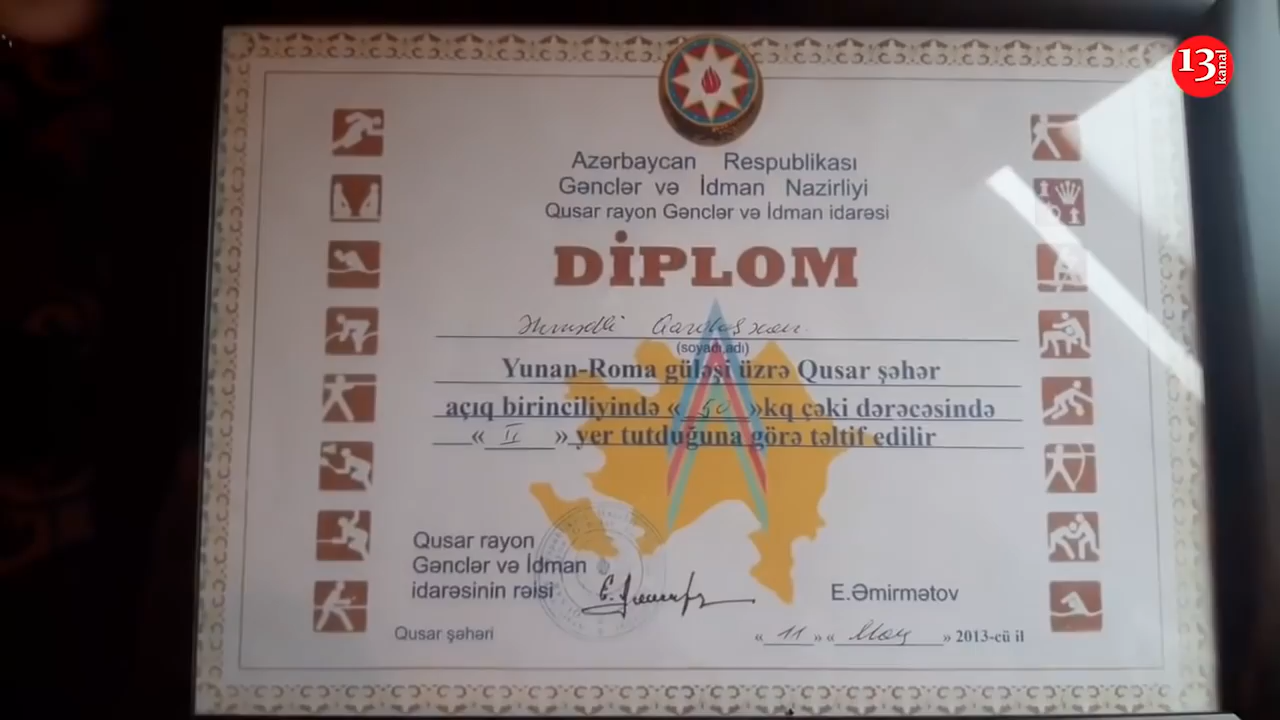 13 kanal
Azərbaycan Respublikası
Gənclər və İdman Nazirliyi
Qusar rayon Gənclər və İdman idarəsi
DİPLOM
(soyadı,adı)
Yunan-Roma güləşi üzrə Qusar şəhər
açıq birinciliyində « 50 »kq çəki dərəcəsində
« II » yer tutduğuna görə təltif edilir
Qusar rayon
Gənclər və İdman
idarəsinin rəisi
E.Əmirmətov
Qusar şəhəri
« 11 » « May » 2013-cü il